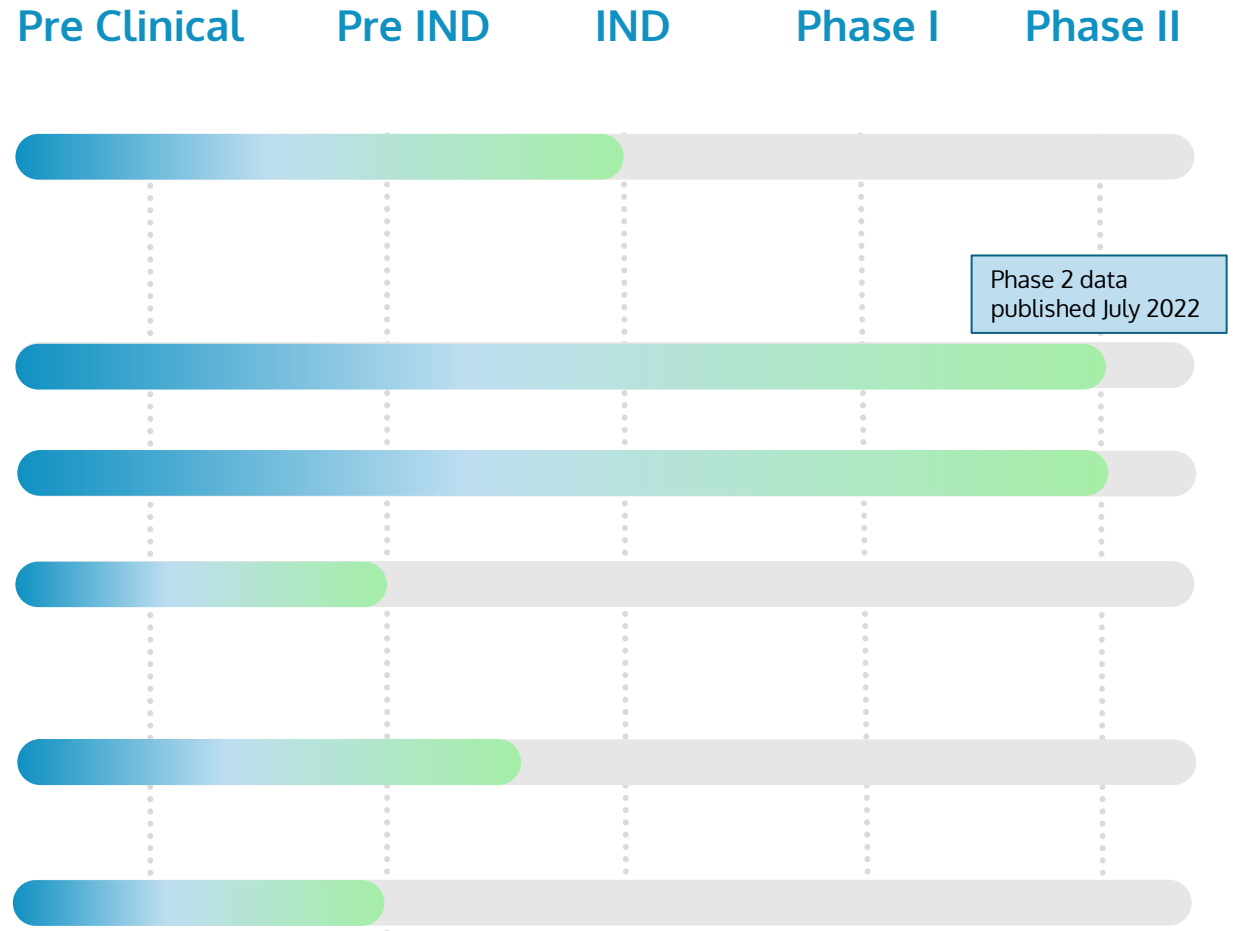 Pre Clinical Pre IND IND Phase I Phase II
Phase 2 data
published July 2022